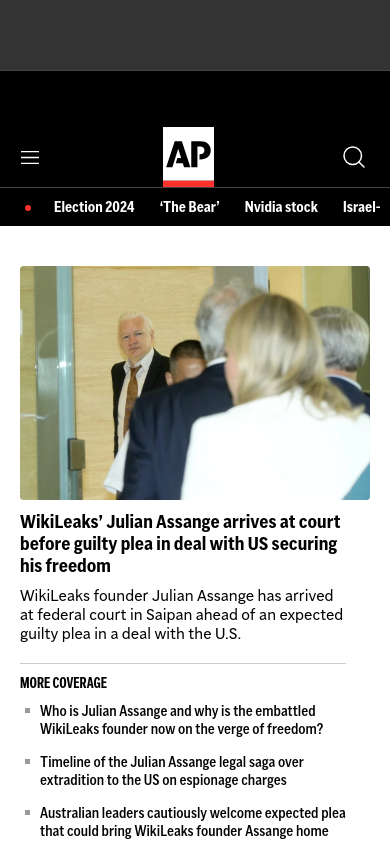 AP
Election 2024 ‘The Bear’ Nvidia stock Israel-
WikiLeaks’ Julian Assange arrives at court
before guilty plea in deal with US securing
his freedom
WikiLeaks founder Julian Assange has arrived
at federal court in Saipan ahead of an expected
guilty plea in a deal with the U.S.
MORE COVERAGE
Who is Julian Assange and why is the embattled
WikiLeaks founder now on the verge of freedom?
Timeline of the Julian Assange legal saga over
extradition to the US on espionage charges
Australian leaders cautiously welcome expected plea
that could bring WikiLeaks founder Assange home